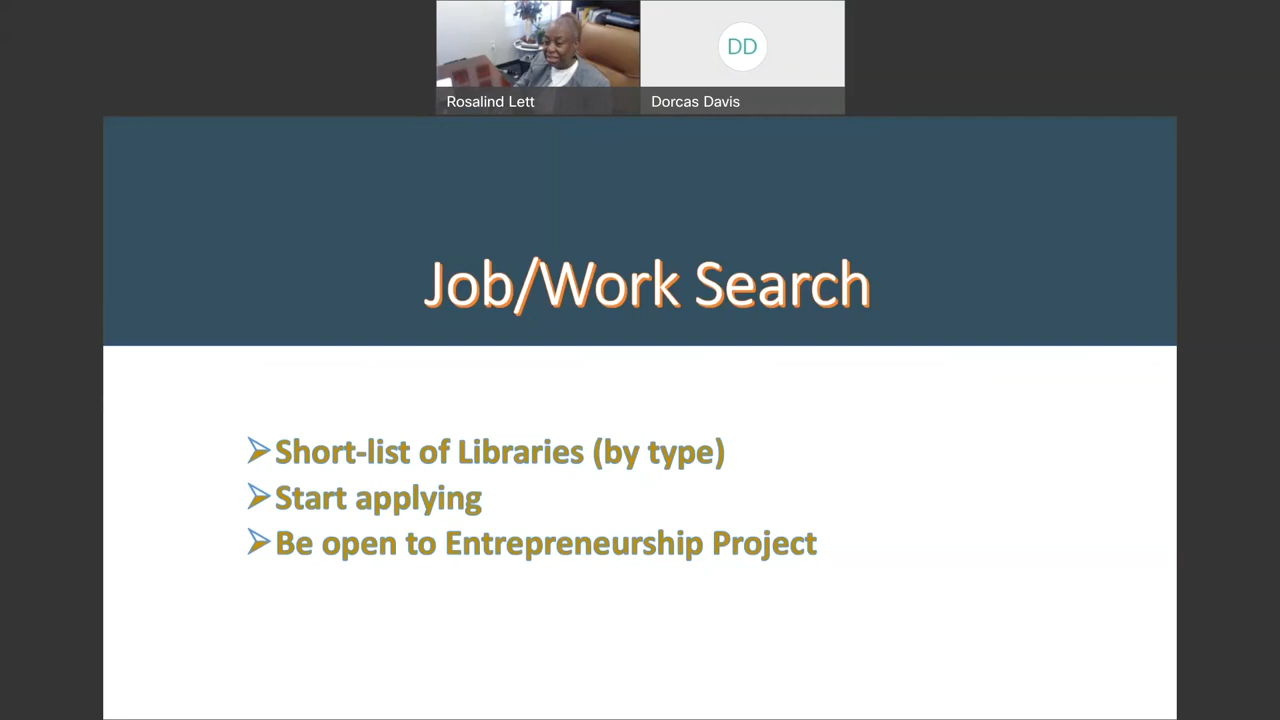 DD
Rosalind Lett
Dorcas Davis
Job/Work Search
Short-list of Libraries (by type)
Start applying
Be open to Entrepreneurship Project